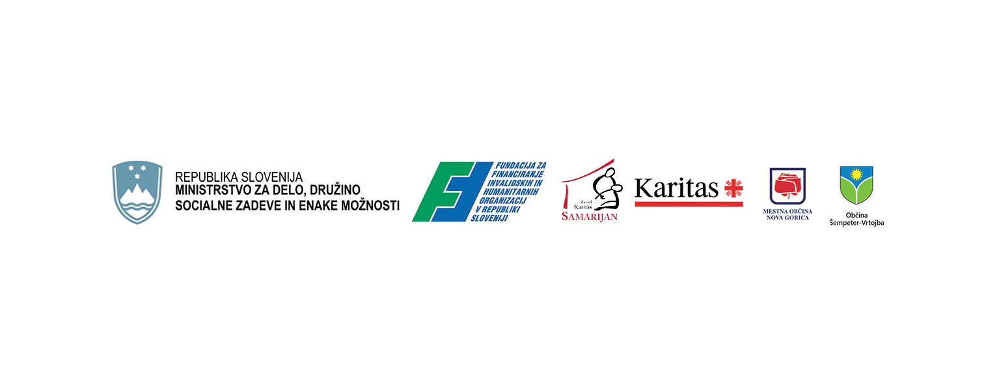 REPUBLIKA SLOVENIJA
MINISTRSTVO ZA DELO, DRUŽINO
SOCIALNE ZADEVE IN ENAKE MOŽNOSTI
FUNDACIJA ZA
FINANCIRANJE
INVALIDSKIH IN
HUMANITARNIH
ORGANIZACIJ
V REPUBLIKI
SLOVENIJI
Zavod
Karitas
SAMARIJAN
Karitas
MESTNA OBČINA
NOVA GORICA
Občina
Šempeter-Vrtojba